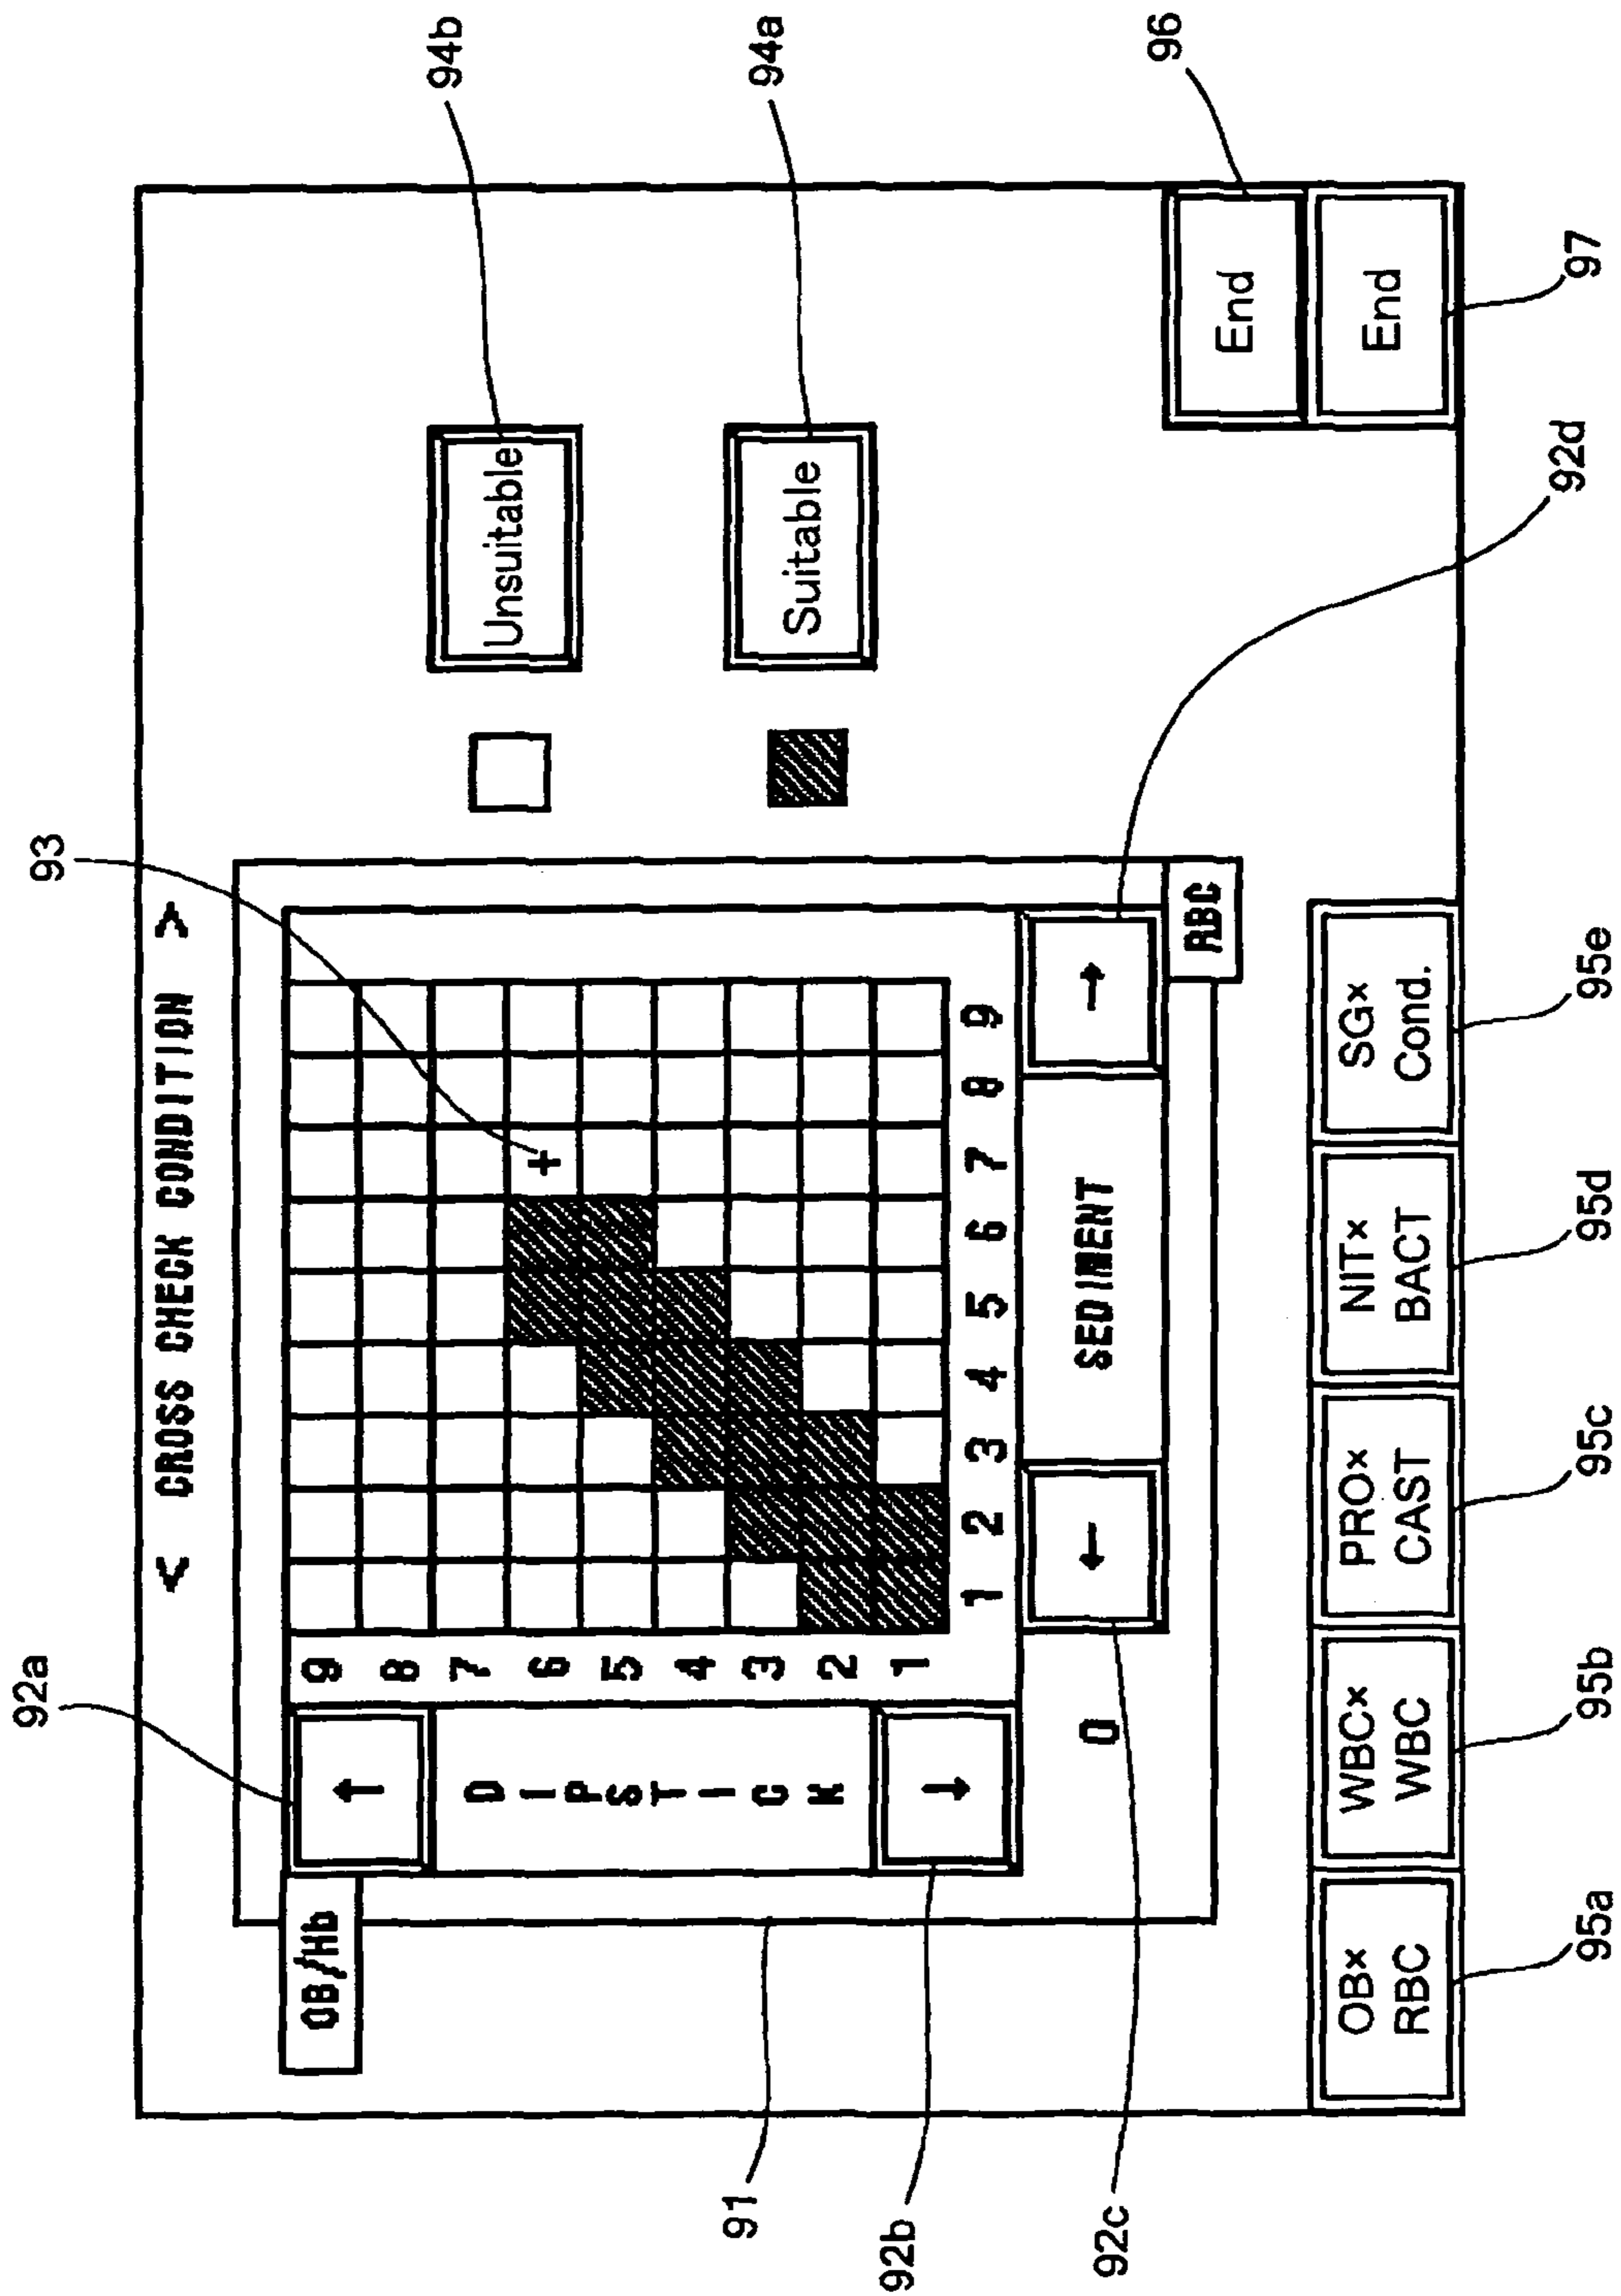 92a
93
94b
94a
< CROSS CHECK CONDITION >
OB/Hb
↑
DIPSTICK
↓
9
8
7
6
5
4
3
2
1
+
1 2 3 4 5 6 7 8 9
0
← SEDIMENT →
RBC
Unsuitable
Suitable
End
End
OB×
RBC
WBC×
WBC
PRO×
CAST
NIT×
BACT
SG×
Cond.
91
92b
92c
95a
95b
95c
95d
95e
92d
97
96